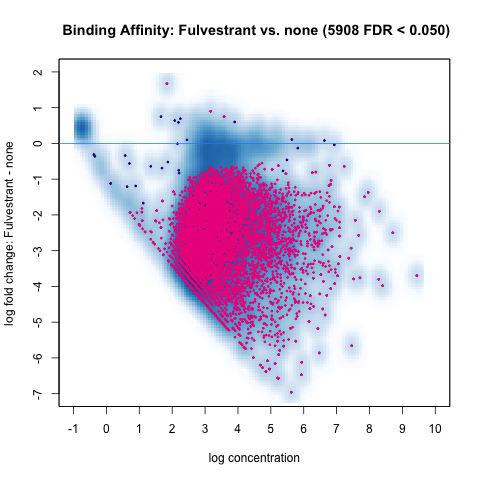 Binding Affinity: Fulvestrant vs. none (5908 FDR < 0.050)
2
1
0
-1
-2
-3
-4
-5
-6
-7
log fold change: Fulvestrant - none
-1 0 1 2 3 4 5 6 7 8 9 10
log concentration